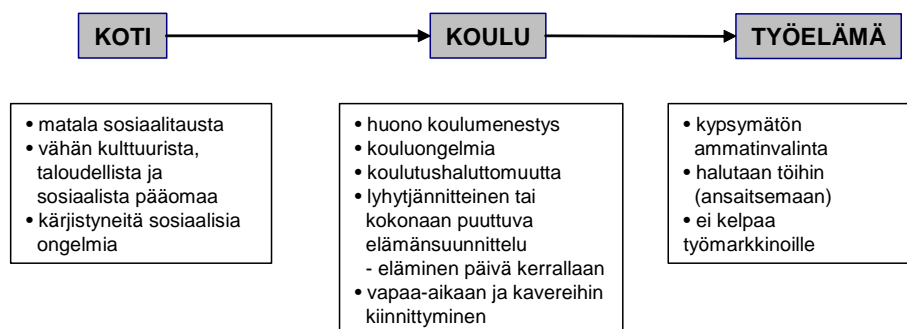 KOTI
KOULU
TYÖELÄMÄ
• matala sosiaalitausta
• vähän kulttuurista,
taloudellista ja
sosiaalista pääomaa
• kärjistyneitä sosiaalisia
ongelmia
• huono koulumenestys
• kouluongelmia
• koulutushaluttomuutta
• lyhytjännitteinen tai
kokonaan puuttuva
elämänsuunnittelu
- eläminen päivä kerrallaan
• vapaa-aikaan ja kavereihin
kiinnittyminen
• kypsymätön
ammatinvalinta
• halutaan töihin
(ansaitsemaan)
• ei kelpaa
työmarkkinoille